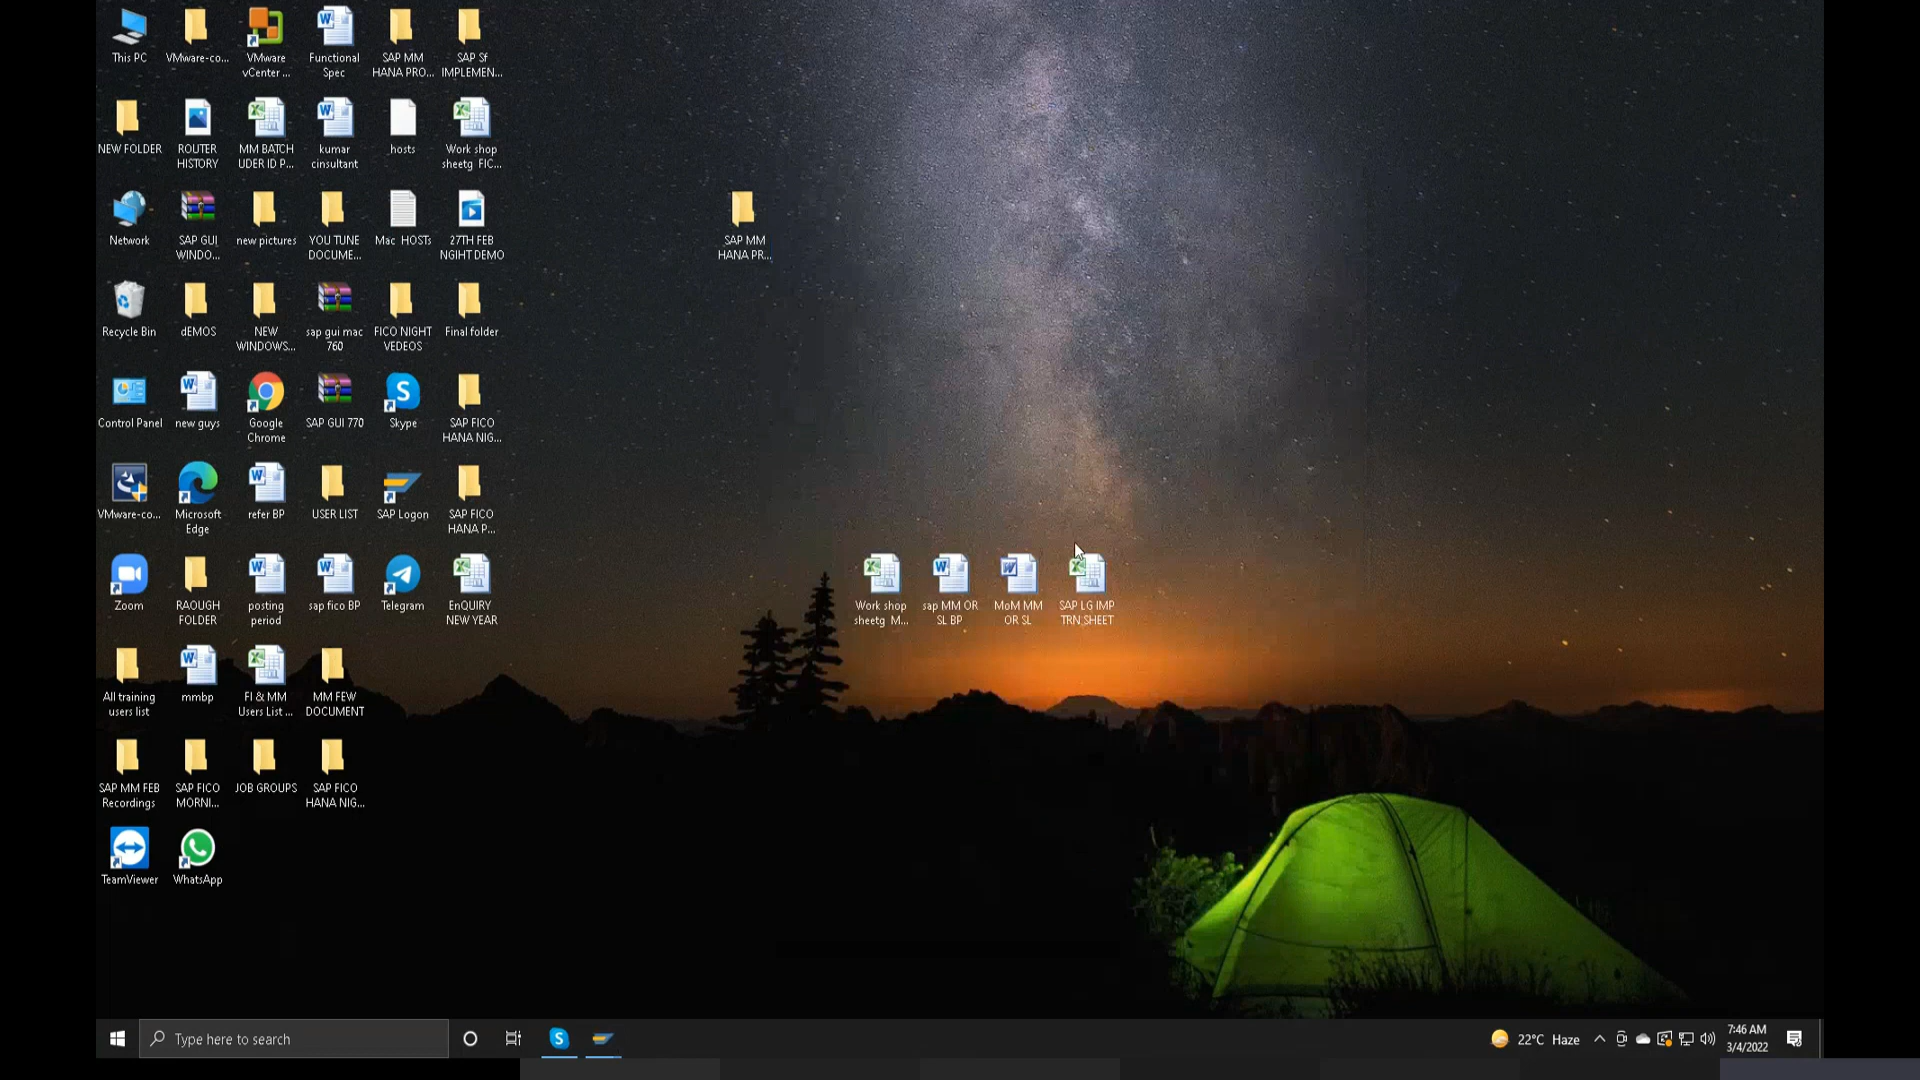 This PC
VMware-co...
VMware
vCenter ...
Functional
Spec
SAP MM
HANA PRO...
SAP Sf
IMPLEMEN...
NEW FOLDER
ROUTER
HISTORY
MM BATCH
UDER ID P...
kumar
cinsultant
hosts
Work shop
sheetg FIC...
Network
SAP GUI
WINDO...
new pictures
YOU TUNE
DOCUME...
Mac HOSTs
27TH FEB
NGIHT DEMO
SAP MM
HANA PR...
Recycle Bin
dEMOS
NEW
WINDOWS...
sap gui mac
760
FICO NIGHT
VEDEOS
Final folder
Control Panel
new guys
Google
Chrome
SAP GUI 770
Skype
SAP FICO
HANA NIG...
VMware-co...
Microsoft
Edge
refer BP
USER LIST
SAP Logon
SAP FICO
HANA P...
Zoom
RAOUGH
FOLDER
posting
period
sap fico BP
Telegram
EnQUIRY
NEW YEAR
Work shop
sheetg M...
sap MM OR
SL BP
MoM MM
OR SL
SAP LG IMP
TRN SHEET
All training
users list
mmbp
FI & MM
Users List ...
MM FEW
DOCUMENT
SAP MM FEB
Recordings
SAP FICO
MORNI...
JOB GROUPS
SAP FICO
HANA NIG...
TeamViewer
WhatsApp
Type here to search
22°C Haze
7:46 AM
3/4/2022